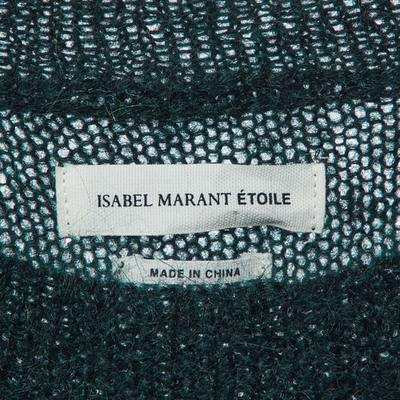 ISABEL MARANT ÉTOILE
MADE IN CHINA